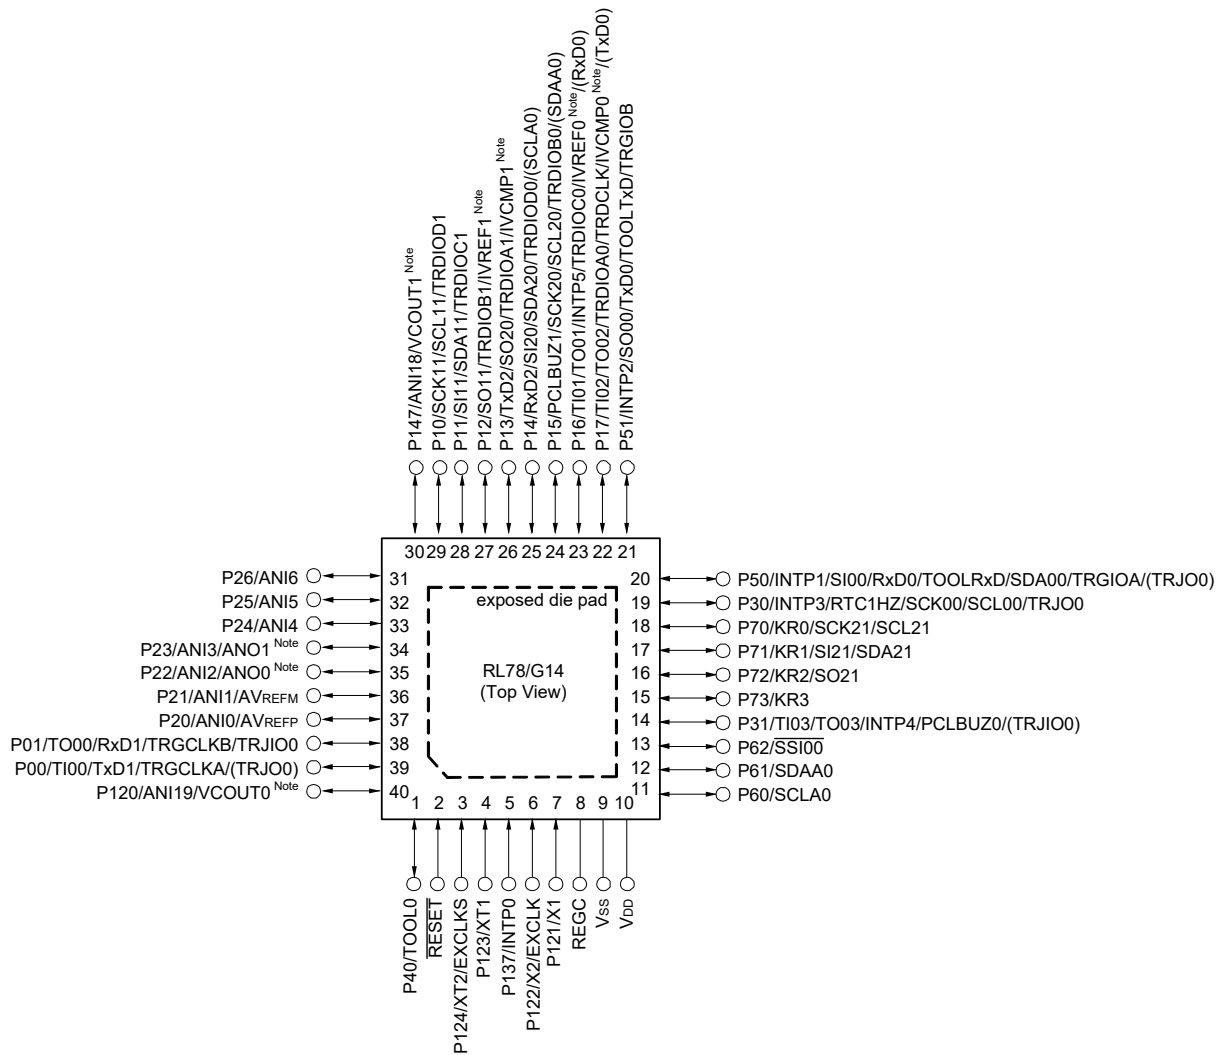 P147/ANI18/VCOUT1 Note
P10/SCK11/SCL11/TRDIOD1
P11/SI11/SDA11/TRDIOC1
P12/SO11/TRDIOB1/IVREF1 Note
P13/TxD2/SO20/TRDIOA1/IVCMP1 Note
P14/RxD2/SI20/SDA20/TRDIOD0/(SCLA0)
P15/PCLBUZ1/SCK20/SCL20/TRDIOB0/(SDAA0)
P16/TI01/TO01/INTP5/TRDIOC0/IVREF0 Note/(RxD0)
P17/TI02/TO02/TRDIOA0/TRDCLK/IVCMP0 Note/(TxD0)
P51/INTP2/SO00/TxD0/TOOLTxD/TRGIOB
30 29 28 27 26 25 24 23 22 21
P26/ANI6 31
P25/ANI5 32
P24/ANI4 33
P23/ANI3/ANO1 Note 34
P22/ANI2/ANO0 Note 35
P21/ANI1/AVREFM 36
P20/ANI0/AVREFP 37
P01/TO00/RxD1/TRGCLKB/TRJIO0 38
P00/TI00/TxD1/TRGCLKA/(TRJO0) 39
P120/ANI19/VCOUT0 Note 40
exposed die pad
RL78/G14
(Top View)
20 P50/INTP1/SI00/RxD0/TOOLRxD/SDA00/TRGIOA/(TRJO0)
19 P30/INTP3/RTC1HZ/SCK00/SCL00/TRJO0
18 P70/KR0/SCK21/SCL21
17 P71/KR1/SI21/SDA21
16 P72/KR2/SO21
15 P73/KR3
14 P31/TI03/TO03/INTP4/PCLBUZ0/(TRJIO0)
13 P62/SSI00
12 P61/SDAA0
11 P60/SCLA0
1 2 3 4 5 6 7 8 9 10
P40/TOOL0
RESET
P124/XT2/EXCLKS
P123/XT1
P137/INTP0
P122/X2/EXCLK
P121/X1
REGC
VSS
VDD